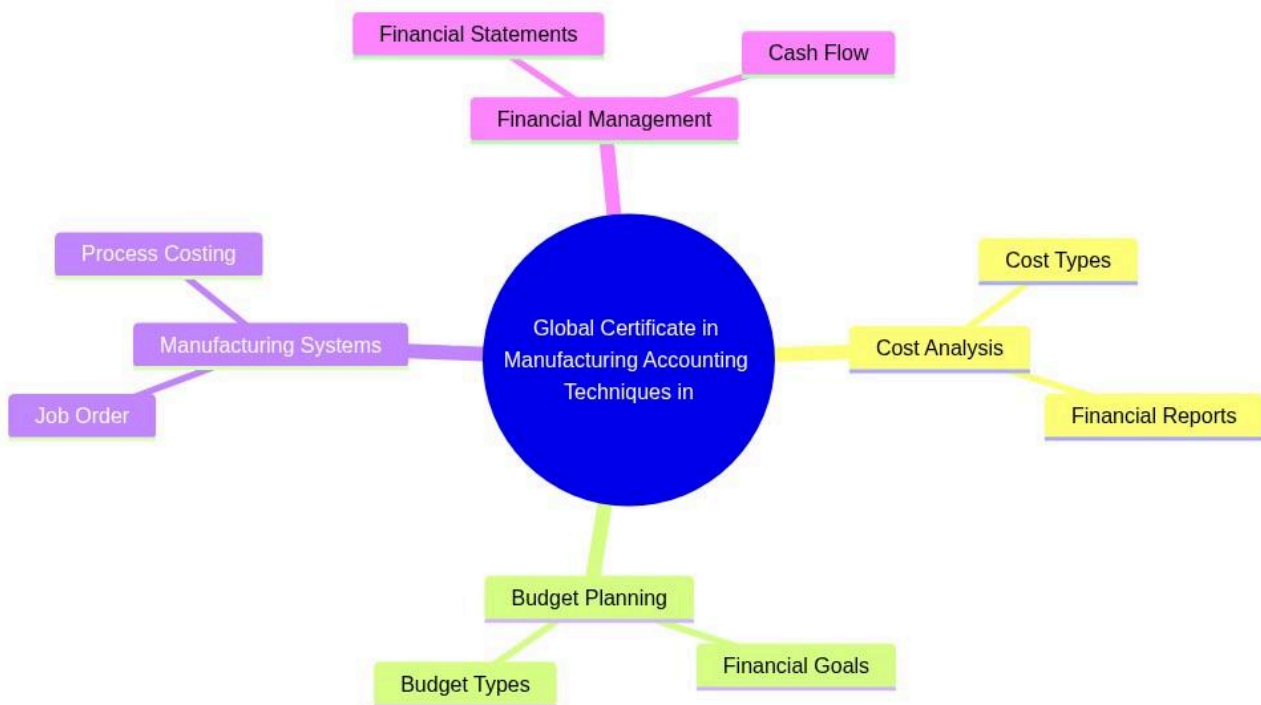 Financial Statements
Cash Flow
Financial Management
Process Costing
Manufacturing Systems
Job Order
Global Certificate in
Manufacturing Accounting
Techniques in
Cost Types
Cost Analysis
Financial Reports
Budget Planning
Budget Types
Financial Goals